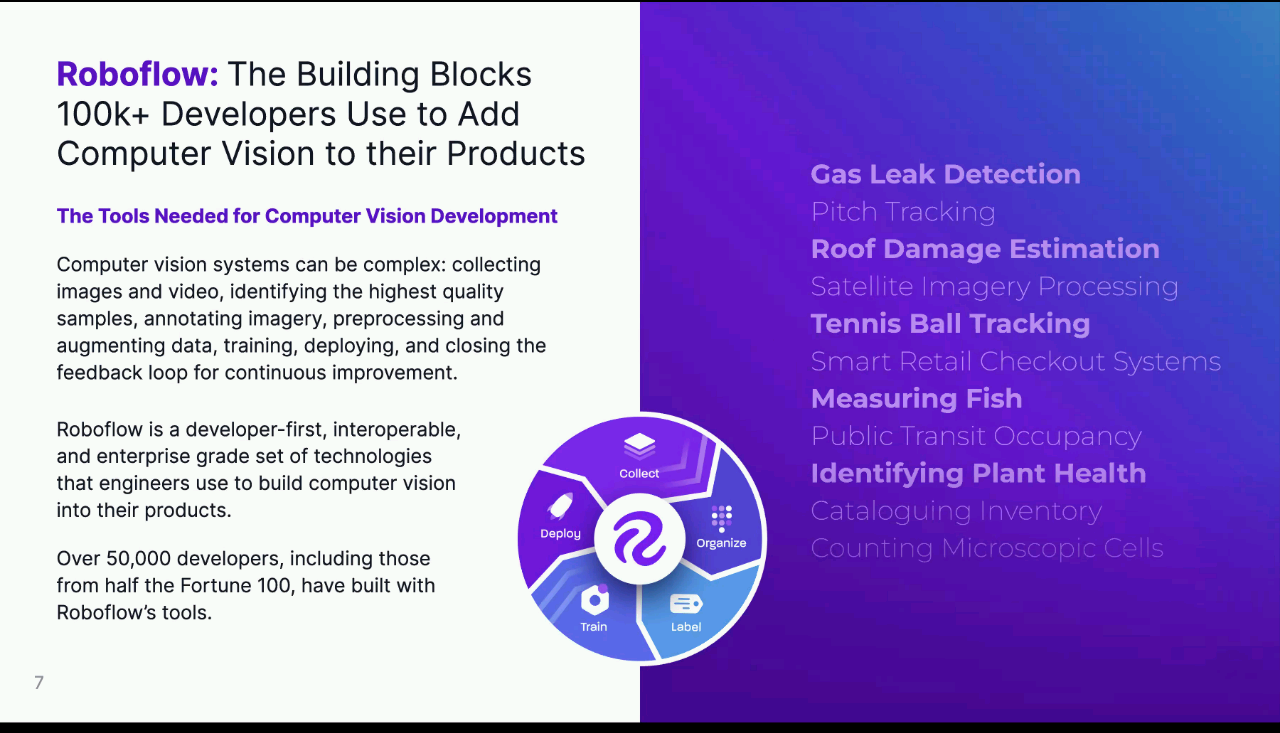 Roboflow: The Building Blocks
100k+ Developers Use to Add
Computer Vision to their Products
The Tools Needed for Computer Vision Development
Computer vision systems can be complex: collecting
images and video, identifying the highest quality
samples, annotating imagery, preprocessing and
augmenting data, training, deploying, and closing the
feedback loop for continuous improvement.
Roboflow is a developer-first, interoperable,
and enterprise grade set of technologies
that engineers use to build computer vision
into their products.
Over 50,000 developers, including those
from half the Fortune 100, have built with
Roboflow’s tools.
7
Collect
Organize
Label
Train
Deploy
Gas Leak Detection
Pitch Tracking
Roof Damage Estimation
Satellite Imagery Processing
Tennis Ball Tracking
Smart Retail Checkout Systems
Measuring Fish
Public Transit Occupancy
Identifying Plant Health
Cataloguing Inventory
Counting Microscopic Cells